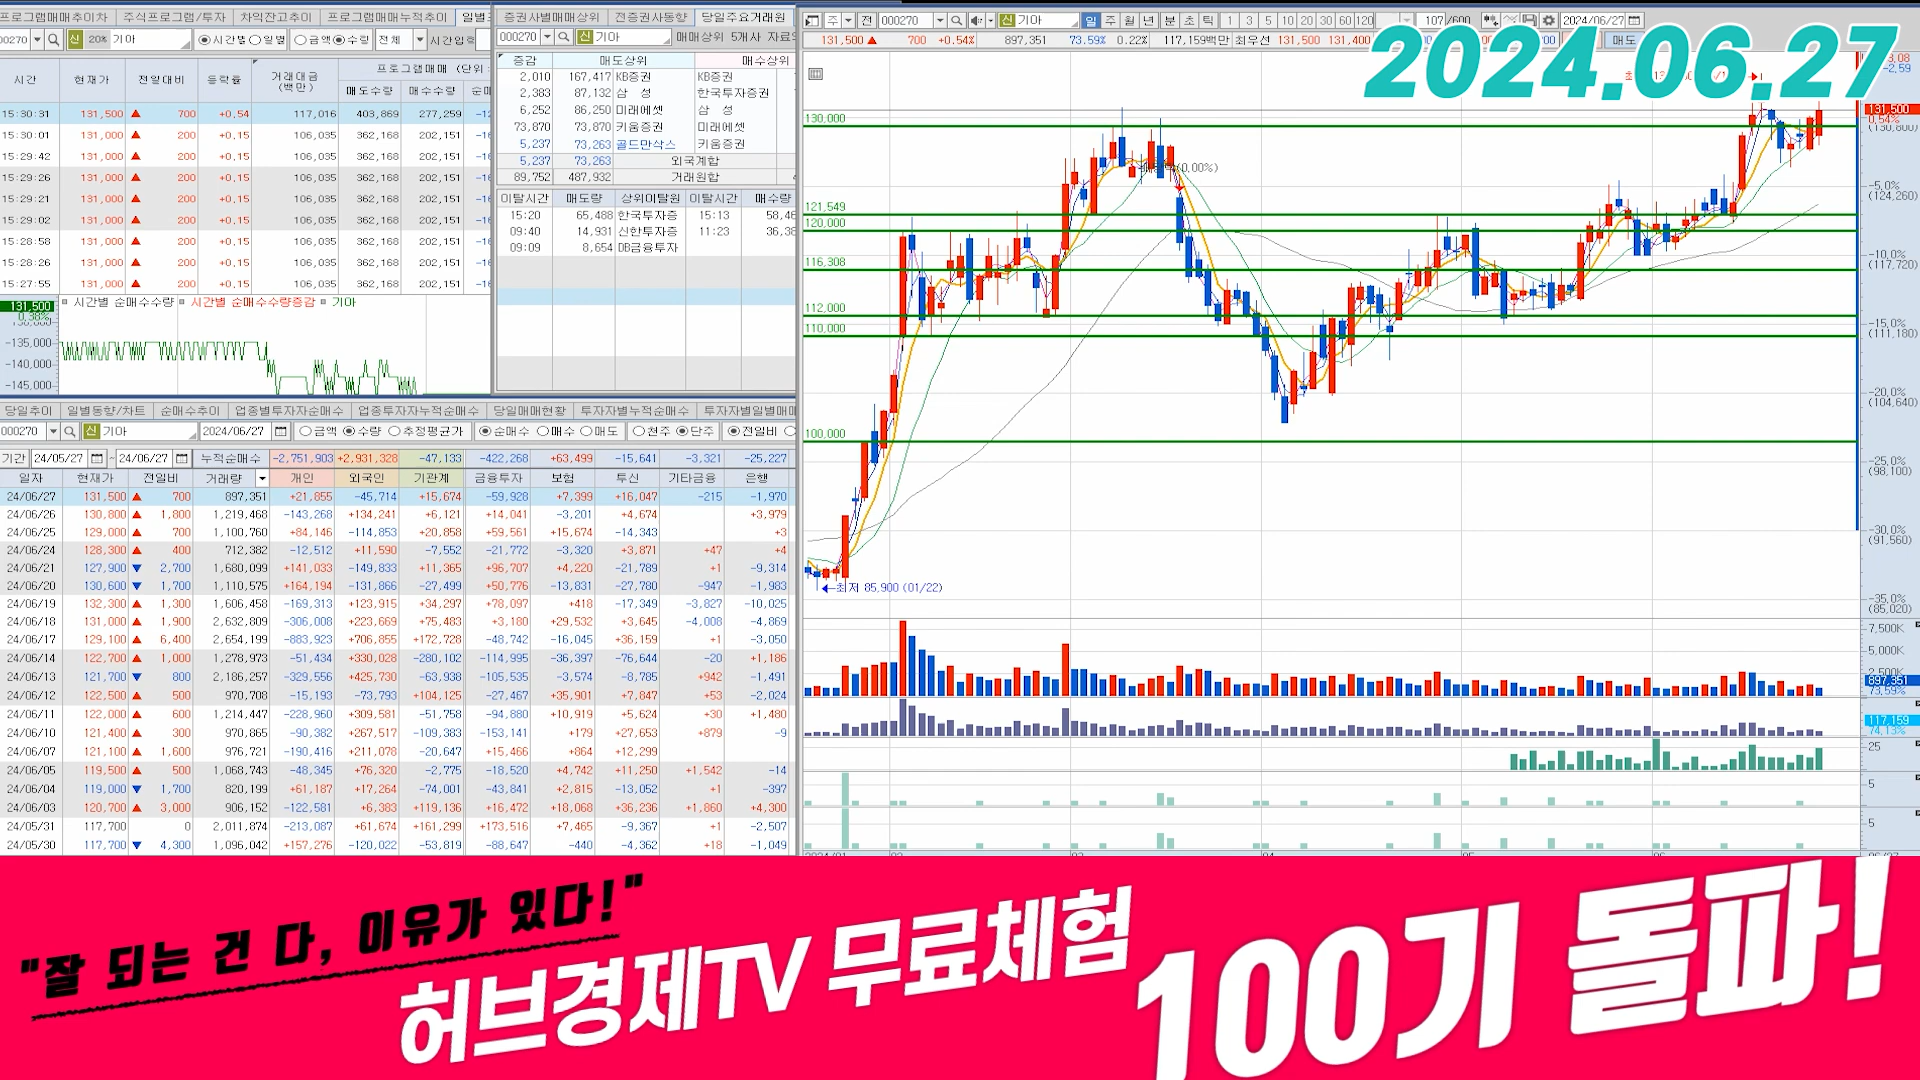 프로그램매매추이차 주식프로그램/투자 차익잔고추이 프로그램매매누적추이
신 20% 기아 시간별 일별 금액 수량 전체
시간 현재가 전일대비 등락률 거래대금 (백만) 프로그램매매 매도수량 매수수량
15:30:31 131,500 ▲ 700 +0.54 117,016 403,869 277,259
15:30:01 131,000 ▲ 200 +0.15 106,035 362,168 202,151
15:29:42 131,000 ▲ 200 +0.15 106,035 362,168 202,151
15:29:26 131,000 ▲ 200 +0.15 106,035 362,168 202,151
15:29:21 131,000 ▲ 200 +0.15 106,035 362,168 202,151
15:29:02 131,000 ▲ 200 +0.15 106,035 362,168 202,151
15:28:58 131,000 ▲ 200 +0.15 106,035 362,168 202,151
15:28:26 131,000 ▲ 200 +0.15 106,035 362,168 202,151
15:27:55 131,000 ▲ 200 +0.15 106,035 362,168 202,151
시간별 순매수수량 시간별 순매수수량증감 기아
131,500
-135,000
-140,000
-145,000
증권사별매매상위 전증권사동향 당일주요거래원
000270 신 기아 매매상위 5개사
증감 매도상위 매수상위
2,010 167,417 KB증권 KB증권
2,383 87,132 삼 성 한국투자증권
6,252 86,250 미래에셋 삼 성
73,870 73,870 키움증권 미래에셋
5,237 73,263 골드만삭스 키움증권
5,237 73,263 외국계합
89,752 487,932 거래원합
이탈시간 매도량 상위이탈원 이탈시간 매수량
15:20 65,488 한국투자증 15:13
09:40 14,931 신한투자증 11:23
09:09 8,654 DB금융투자
당일추이 일별동향/차트 순매수추이 업종별투자자순매수 업종투자자누적순매수 당일매매현황 투자자별누적순매수
000270 신 기아 2024/06/27 금액 수량 추정평균가 순매수 매수 매도 천주 단주 전일비
기간 24/05/27 ~ 24/06/27 누적순매수 -2,751,903 +2,931,328 -47,133 -422,268 +63,499 -15,641 -3,321 -25,227
일자 현재가 전일비 거래량 개인 외국인 기관계 금융투자 보험 투신 기타금융 은행
24/06/27 131,500 ▲ 700 897,351 +21,855 -45,714 +15,674 -59,928 +7,399 +16,047 -215 -1,970
24/06/26 130,800 ▲ 1,800 1,219,468 -143,268 +134,241 +6,121 +14,041 -3,201 +4,674 +3,979
24/06/25 129,000 ▲ 700 1,100,760 +84,146 -114,853 +20,858 +59,561 +15,674 -14,343 +3
24/06/24 128,300 ▲ 400 712,382 -12,512 +11,590 -7,552 -21,772 -3,320 +3,871 +47 +4
24/06/21 127,900 ▼ 2,700 1,680,099 +141,033 -149,833 +11,365 +96,707 +4,220 -21,789 +1 -9,314
24/06/20 130,600 ▼ 1,700 1,110,575 +164,194 -131,866 -27,499 +50,776 -13,831 -27,780 -947 -1,983
24/06/19 132,300 ▲ 1,300 1,606,458 -169,313 +123,915 +34,297 +78,097 +418 -17,349 -3,827 -10,025
24/06/18 131,000 ▲ 1,900 2,632,809 -306,008 +223,669 +75,483 +3,180 +29,532 +3,645 -4,008 -4,869
24/06/17 129,100 ▲ 6,400 2,654,199 -883,923 +706,855 +172,728 -48,742 -16,045 +36,159 +1 -3,050
24/06/14 122,700 ▲ 1,000 1,278,973 -51,434 +330,028 -280,102 -114,995 -36,397 -76,644 -20 +1,186
24/06/13 121,700 ▼ 800 2,186,257 -329,556 +425,730 -63,938 -105,535 -3,574 -8,785 +942 -1,491
24/06/12 122,500 ▲ 500 970,708 -15,193 -73,793 +104,125 -27,467 +35,901 +7,847 +53 -2,024
24/06/11 122,000 ▲ 600 1,214,447 -228,960 +309,581 -51,758 -94,880 +10,919 +5,624 +30 +1,480
24/06/10 121,400 ▲ 300 970,865 -90,382 +267,517 -109,383 -153,141 +179 +27,653 +879 -9
24/06/07 121,100 ▲ 1,600 976,721 -190,416 +211,078 -20,647 +15,466 +864 +12,299
24/06/05 119,500 ▲ 500 1,068,743 -48,345 +76,320 -2,775 -18,520 +4,742 +11,250 +1,542 -14
24/06/04 119,000 ▼ 1,700 820,199 +61,187 +17,264 -74,001 -43,841 +2,815 -13,052 +1 -397
24/06/03 120,700 ▲ 3,000 906,152 -122,581 +6,383 +119,136 +16,472 +18,068 +36,236 +1,860 +4,300
24/05/31 117,700 0 2,011,874 -213,087 +61,674 +161,299 +173,516 +7,465 -9,367 +1 -2,507
24/05/30 117,700 ▼ 4,300 1,096,042 +157,276 -120,022 -53,819 -88,647 -440 -4,362 +18 -1,049
주 전 000270 신 기아 일 주 월 년 분 초 틱 1 3 5 10 20 30 60 120 107/600 2024/06/27
131,500 ▲ 700 +0.54% 897,351 73.59% 0.22% 117,159백만 최우선 131,500 131,400 매도
2024.06.27
130,000
121,549
120,000
116,308
112,000
110,000
100,000
최저 85,900 (01/22)
131,500
0.54%
(130,800)
-5.0%
(124,260)
-10.0%
(117,720)
-15.0%
(111,180)
-20.0%
(104,640)
-25.0%
(98,100)
-30.0%
(91,560)
-35.0%
(85,020)
7,500K
5,000K
897,351
73.59%
117,159
74.13%
25
5
5
"잘 되는 건 다, 이유가 있다!"
허브경제TV 무료체험
100기 돌파!